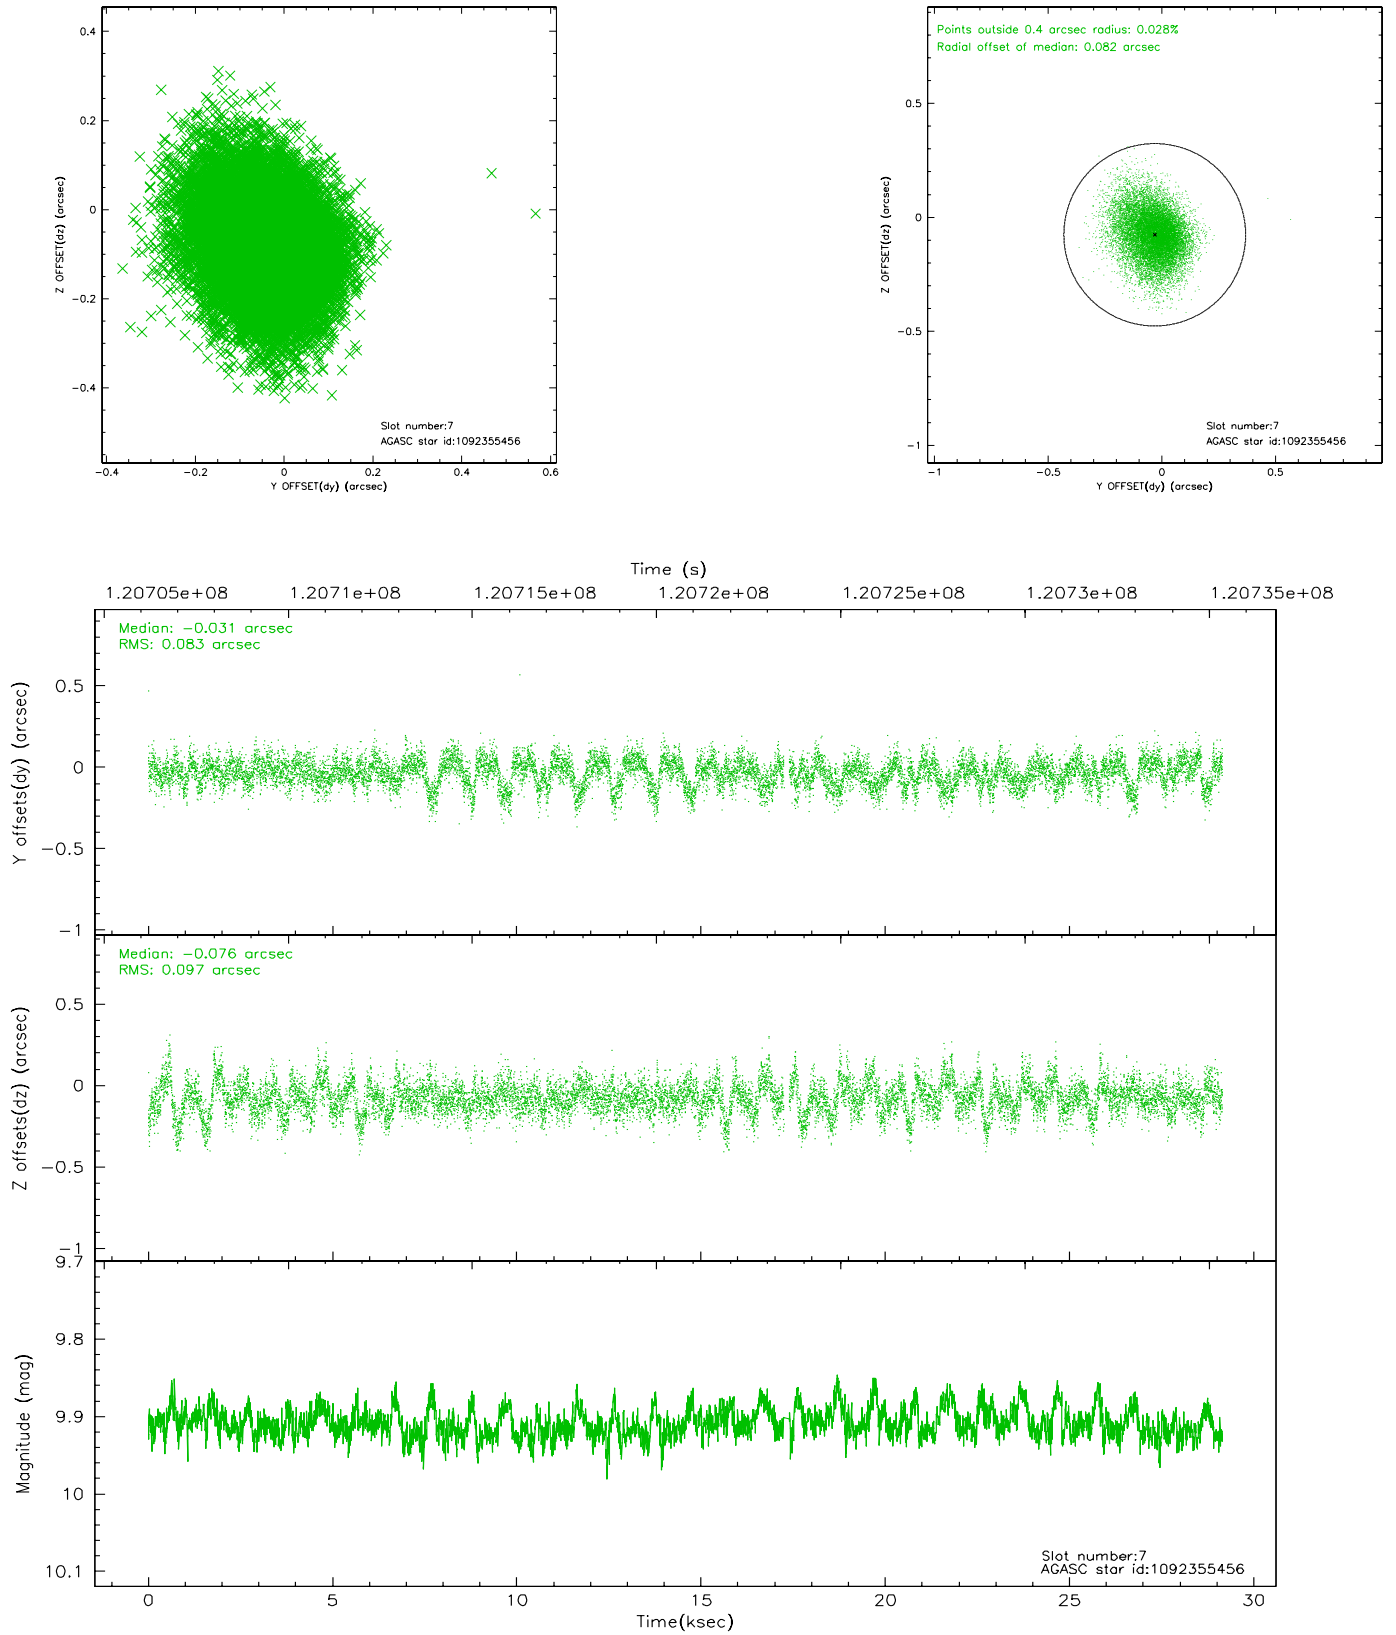 0.4
0.2
0
−0.2
−0.4
Z OFFSET(dz) (arcsec)
Slot number:7
AGASC star id:1092355456
−0.4
−0.2
0
0.2
0.4
0.6
Y OFFSET(dy) (arcsec)
Points outside 0.4 arcsec radius: 0.028%
Radial offset of median: 0.082 arcsec
0.5
0
−0.5
−1
Z OFFSET(dz) (arcsec)
Slot number:7
AGASC star id:1092355456
−1
−0.5
0
0.5
Y OFFSET(dy) (arcsec)
Time (s)
1.20705e+08
1.2071e+08
1.20715e+08
1.2072e+08
1.20725e+08
1.2073e+08
1.20735e+08
Median: −0.031 arcsec
RMS: 0.083 arcsec
0.5
0
−0.5
−1
Y offsets(dy) (arcsec)
Median: −0.076 arcsec
RMS: 0.097 arcsec
0.5
0
−0.5
−1
Z offsets(dz) (arcsec)
9.7
9.8
9.9
10
10.1
Magnitude (mag)
Slot number:7
AGASC star id:1092355456
0
5
10
15
20
25
30
Time(ksec)